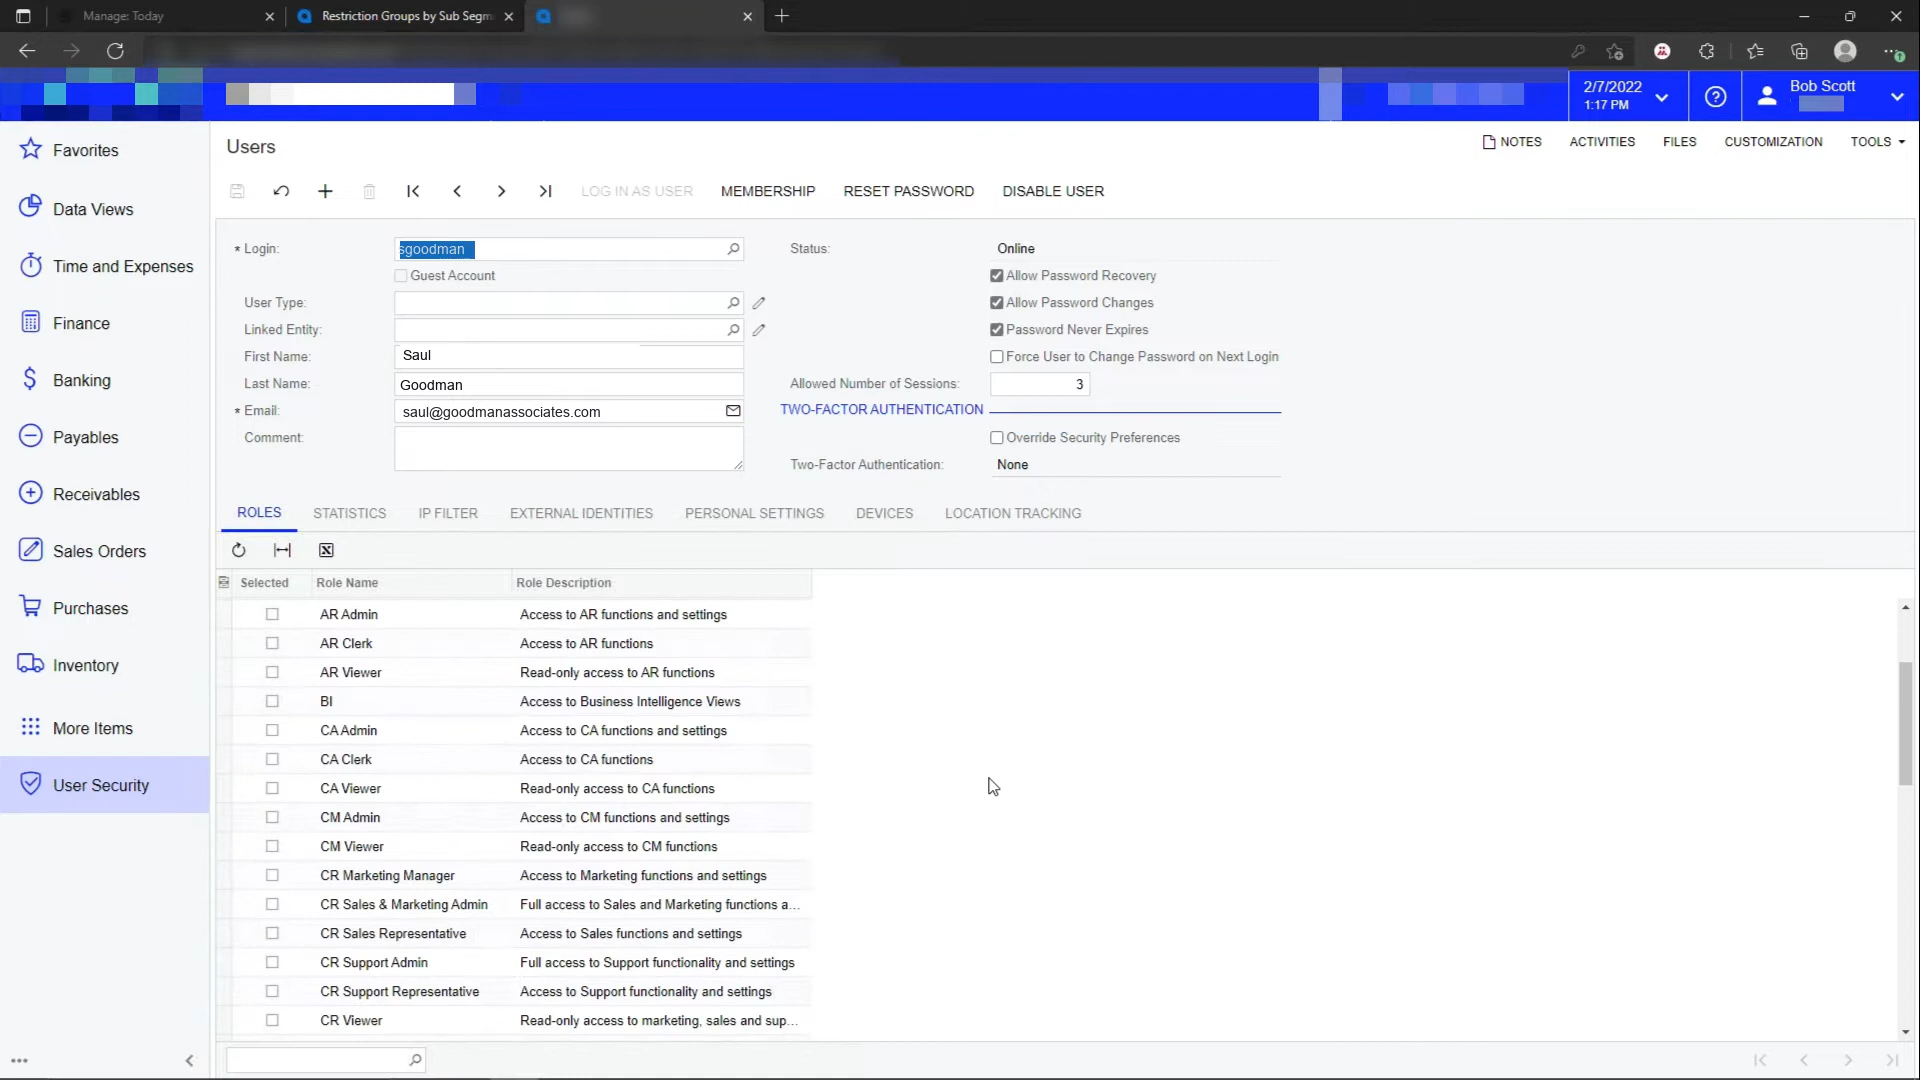 Manage: Today
Restriction Groups by Sub Segm
2/7/2022
1:17 PM
Bob Scott
Favorites
Data Views
Time and Expenses
Finance
Banking
Payables
Receivables
Sales Orders
Purchases
Inventory
More Items
User Security
Users
NOTES ACTIVITIES FILES CUSTOMIZATION TOOLS
LOG IN AS USER MEMBERSHIP RESET PASSWORD DISABLE USER
* Login: sgoodman
Guest Account
User Type:
Linked Entity:
First Name: Saul
Last Name: Goodman
* Email: saul@goodmanassociates.com
Comment:
Status: Online
Allow Password Recovery
Allow Password Changes
Password Never Expires
Force User to Change Password on Next Login
Allowed Number of Sessions: 3
TWO-FACTOR AUTHENTICATION
Override Security Preferences
Two-Factor Authentication: None
ROLES STATISTICS IP FILTER EXTERNAL IDENTITIES PERSONAL SETTINGS DEVICES LOCATION TRACKING
Selected Role Name Role Description
AR Admin Access to AR functions and settings
AR Clerk Access to AR functions
AR Viewer Read-only access to AR functions
BI Access to Business Intelligence Views
CA Admin Access to CA functions and settings
CA Clerk Access to CA functions
CA Viewer Read-only access to CA functions
CM Admin Access to CM functions and settings
CM Viewer Read-only access to CM functions
CR Marketing Manager Access to Marketing functions and settings
CR Sales & Marketing Admin Full access to Sales and Marketing functions a...
CR Sales Representative Access to Sales functions and settings
CR Support Admin Full access to Support functionality and settings
CR Support Representative Access to Support functionality and settings
CR Viewer Read-only access to marketing, sales and sup...